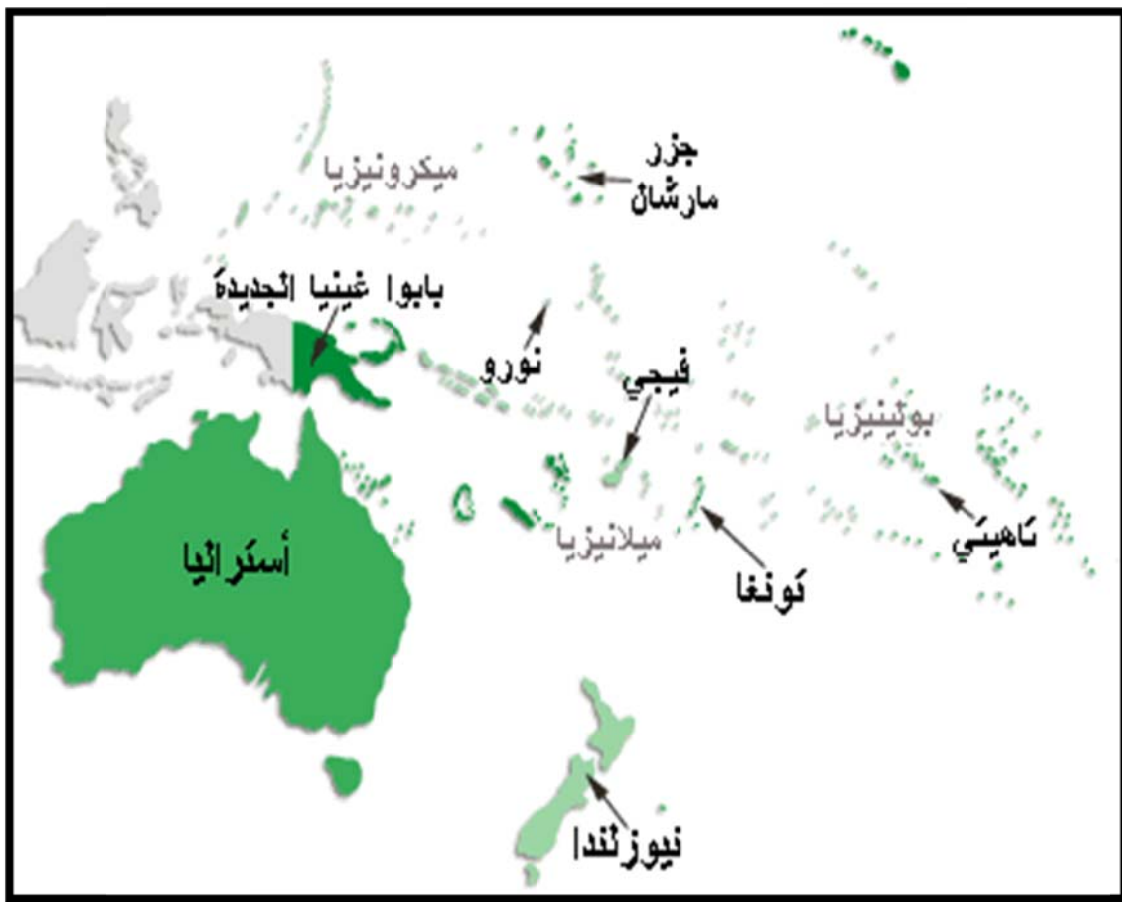 جزر
مارشال
ميكرونيزيا
بابوا غينيا الجديدة
نورو
فيجي
بولينيزيا
تاهيتي
ميلانيزيا
تونغا
أستراليا
نيوزلندا